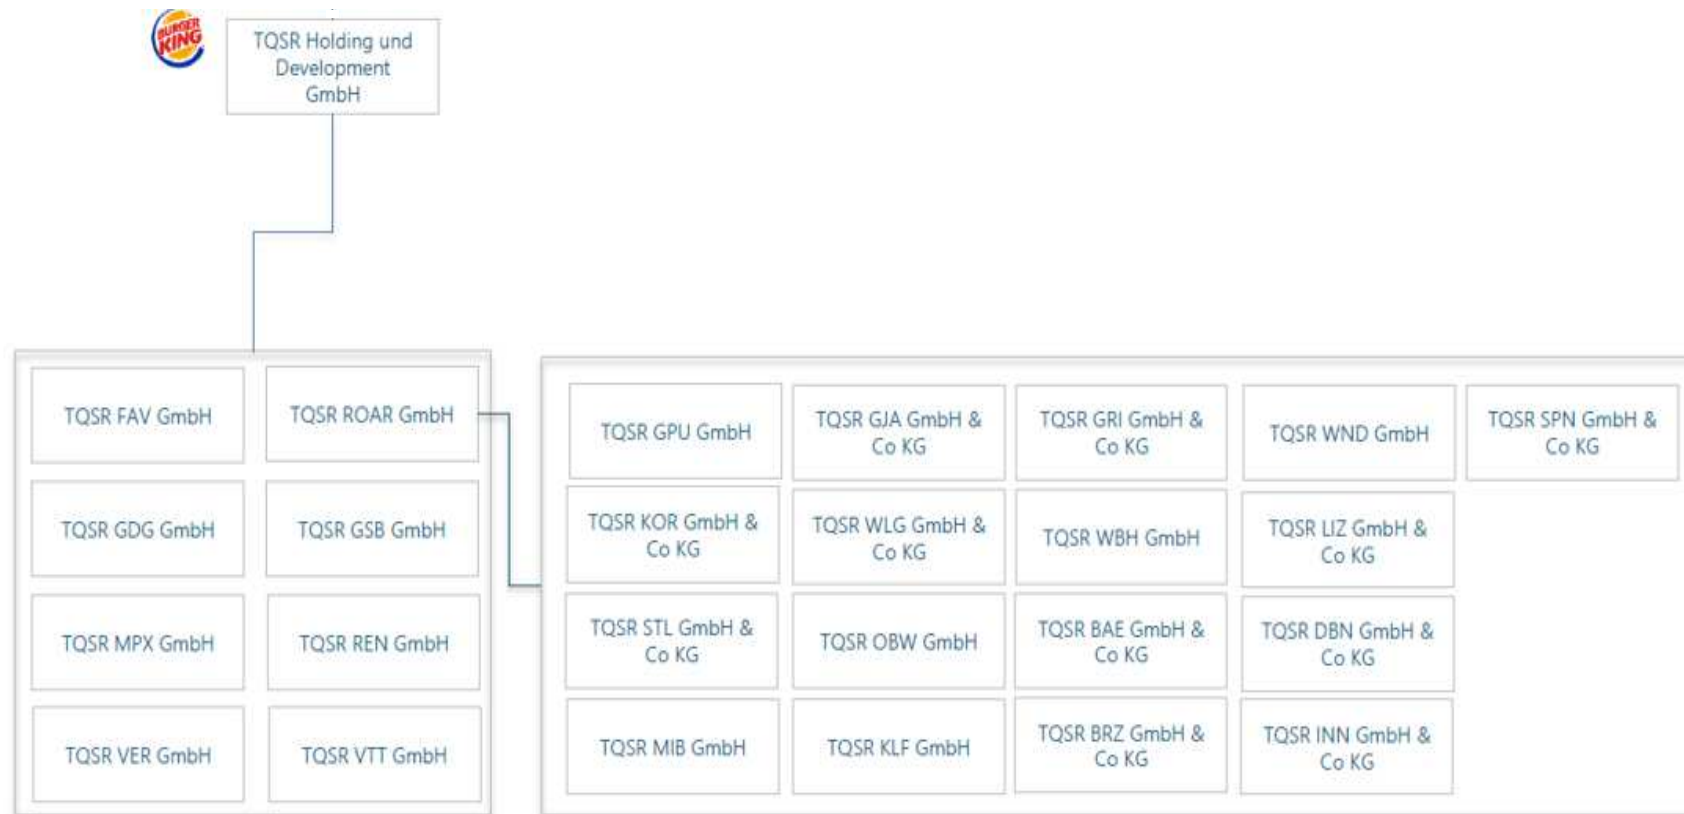 BURGER
KING
TQSR Holding und
Development
GmbH
TQSR FAV GmbH
TQSR ROAR GmbH
TQSR GDG GmbH
TQSR GSB GmbH
TQSR MPX GmbH
TQSR REN GmbH
TQSR VER GmbH
TQSR VTT GmbH
TQSR GPU GmbH
TQSR GJA GmbH &
Co KG
TQSR GRI GmbH &
Co KG
TQSR WND GmbH
TQSR SPN GmbH &
Co KG
TQSR KOR GmbH &
Co KG
TQSR WLG GmbH &
Co KG
TQSR WBH GmbH
TQSR LIZ GmbH &
Co KG
TQSR STL GmbH &
Co KG
TQSR OBW GmbH
TQSR BAE GmbH &
Co KG
TQSR DBN GmbH &
Co KG
TQSR MIB GmbH
TQSR KLF GmbH
TQSR BRZ GmbH &
Co KG
TQSR INN GmbH &
Co KG